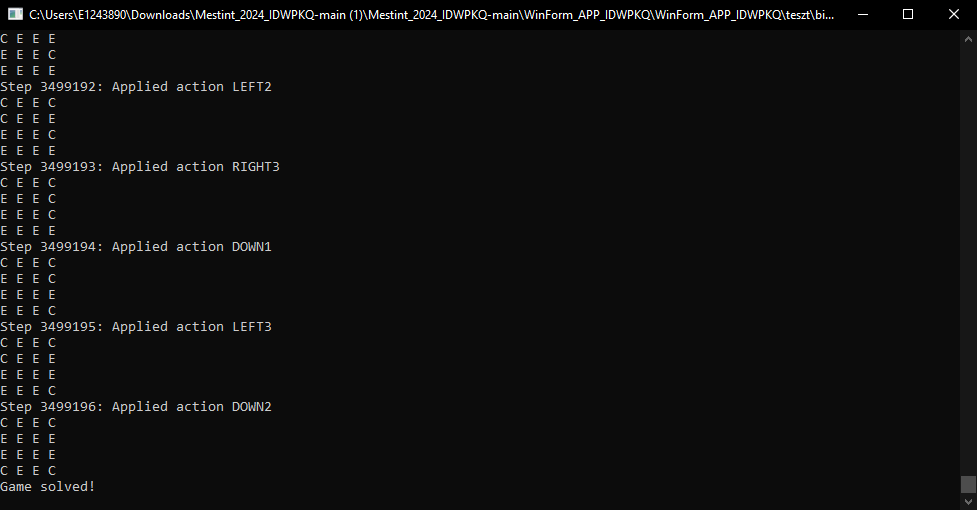 C:\Users\E1243890\Downloads\Mestint_2024_IDWPKQ-main (1)\Mestint_2024_IDWPKQ-main\WinForm_APP_IDWPKQ\WinForm_APP_IDWPKQ\teszt\bi...
C E E E
E E E C
E E E E
Step 3499192: Applied action LEFT2
C E E C
C E E E
E E E C
E E E E
Step 3499193: Applied action RIGHT3
C E E C
E E E C
E E E C
E E E E
Step 3499194: Applied action DOWN1
C E E C
E E E C
E E E E
E E E C
Step 3499195: Applied action LEFT3
C E E C
C E E E
E E E E
E E E C
Step 3499196: Applied action DOWN2
C E E C
E E E E
E E E E
C E E C
Game solved!